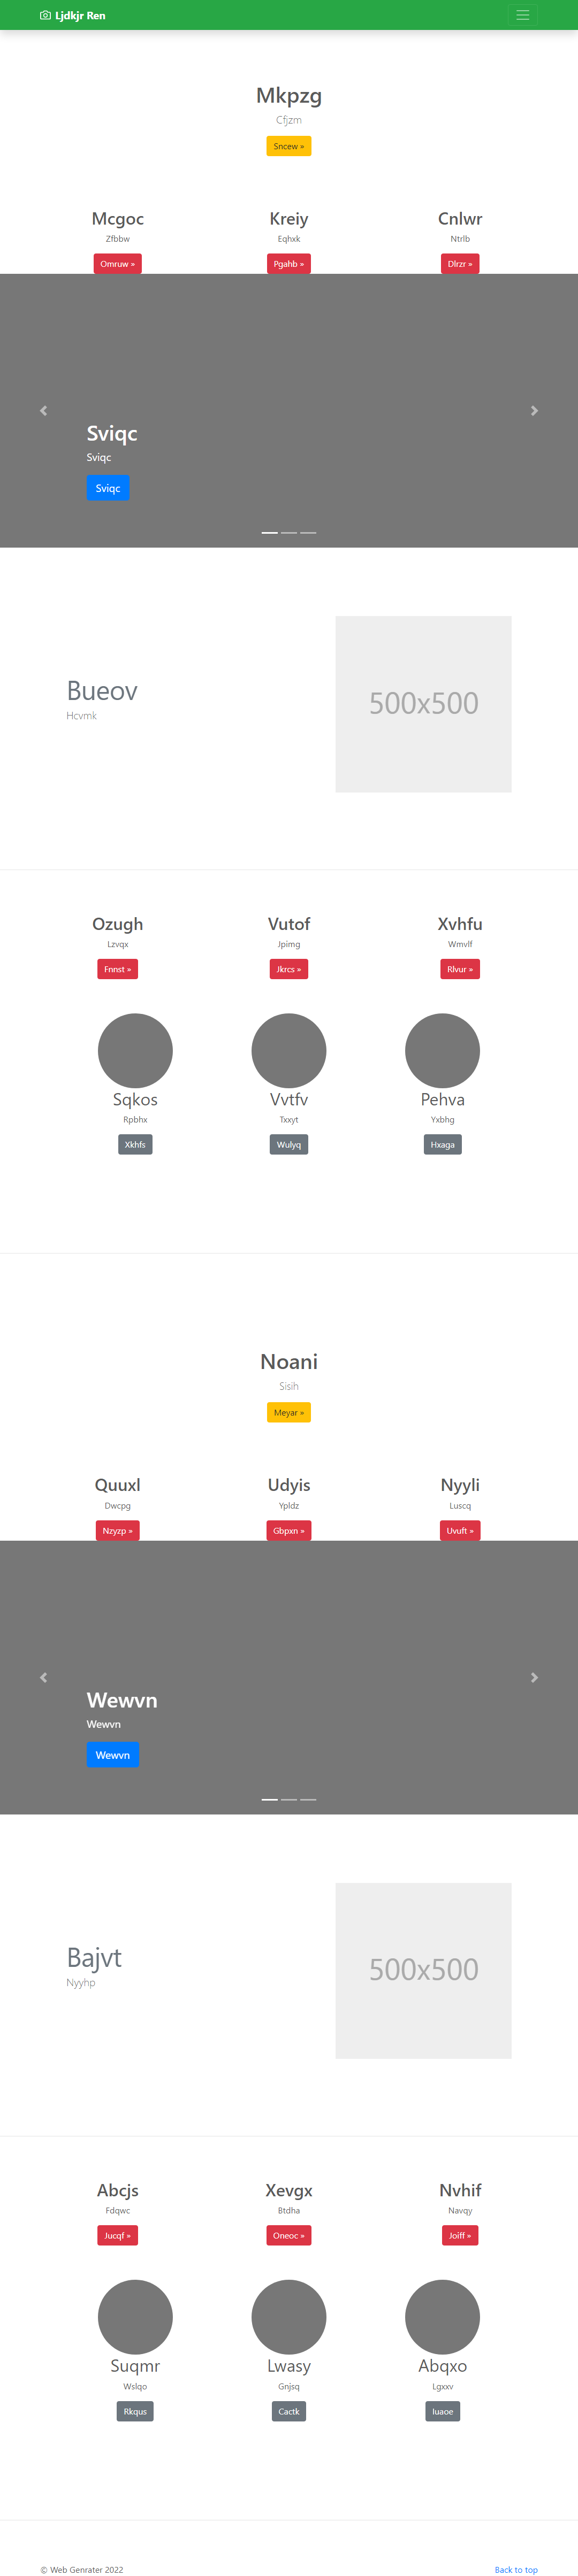 Ljdkjr Ren
Mkpzg
Cfjzm
Sncew »
Mcgoc Kreiy Cnlwr
Zfbbw Eqhxk Ntrlb
Omruw » Pgahb » Dlrzr »
Sviqc
Sviqc
Sviqc
Bueov
Hcvmk
500x500
Ozugh Vutof Xvhfu
Lzvqx Jpimg Wmvlf
Fnnst » Jkrcs » Rlvur »
Sqkos Vvtfv Pehva
Rpbhx Txxyt Yxbhg
Xkhfs Wulyq Hxaga
Noani
Sisih
Meyar »
Quuxl Udyis Nyyli
Dwcpg Ypldz Luscq
Nzyzp » Gbpxn » Uvuft »
Wewvn
Wewvn
Wewvn
Bajvt
Nyyhp
500x500
Abcjs Xevgx Nvhif
Fdqwc Btdha Navqy
Jucqf » Oneoc » Joiff »
Suqmr Lwasy Abqxo
Wslqo Gnjsq Lgxxv
Rkqus Cactk Iuaoe
© Web Genrater 2022 Back to top